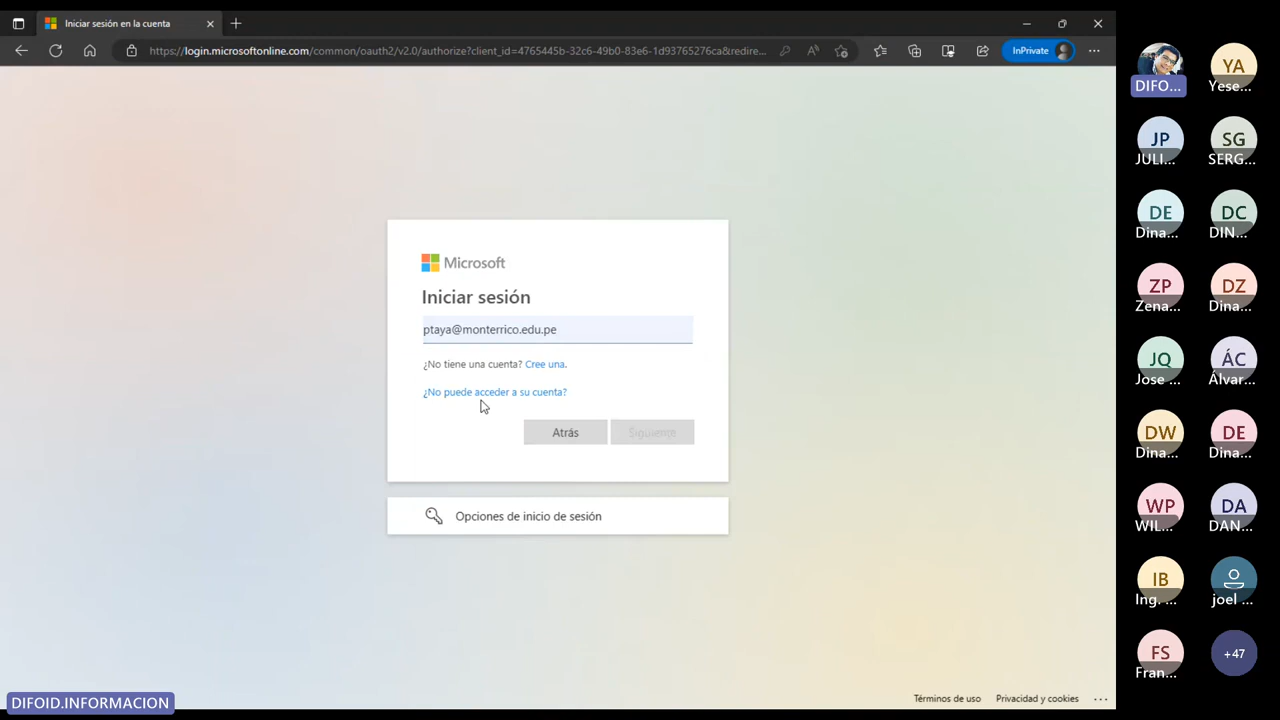 Iniciar sesión en la cuenta
https://login.microsoftonline.com/common/oauth2/v2.0/authorize?client_id=4765445b-32c6-49b0-83e6-1d93765276ca&redire...
InPrivate
Microsoft
Iniciar sesión
ptaya@monterrico.edu.pe
¿No tiene una cuenta? Cree una.
¿No puede acceder a su cuenta?
Atrás
Siguiente
Opciones de inicio de sesión
Términos de uso
Privacidad y cookies
...
DIFOID.INFORMACION
DIFO...
YA
Yese...
JP
JULI...
SG
SERG...
DE
Dina...
DC
DIN...
ZP
Zena...
DZ
Dina...
JQ
Jose ...
ÁC
Álvar...
DW
Dina...
DE
Dina...
WP
WIL...
DA
DAN...
IB
Ing. ...
joel ...
FS
Fran...
+47